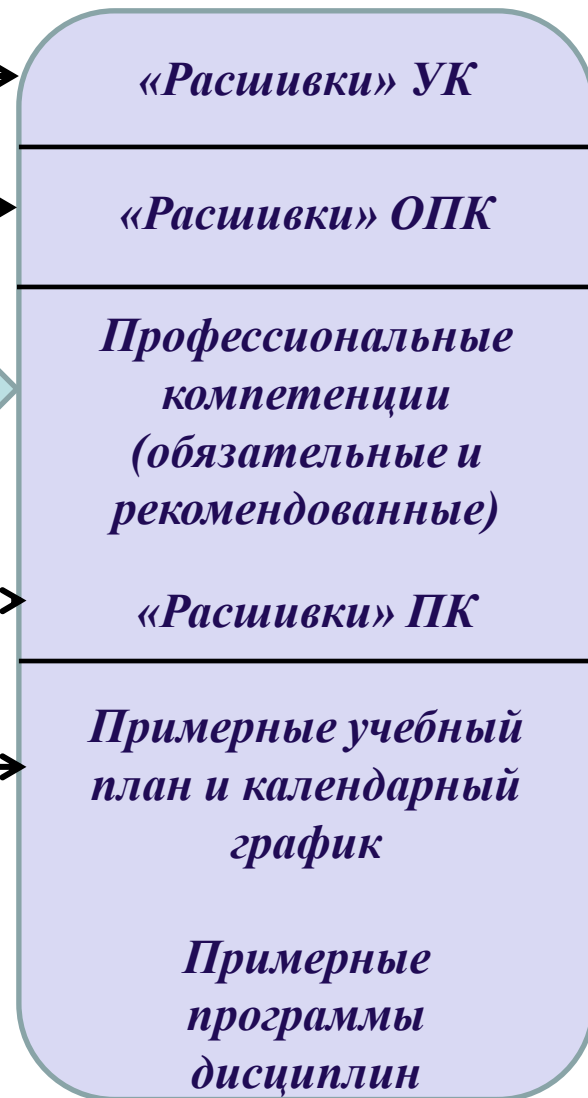 «Расшивки» УК
«Расшивки» ОПК
Профессиональные
компетенции
(обязательные и
рекомендованные)
«Расшивки» ПК
Примерные учебный
план и календарный
график
Примерные
программы
дисциплин